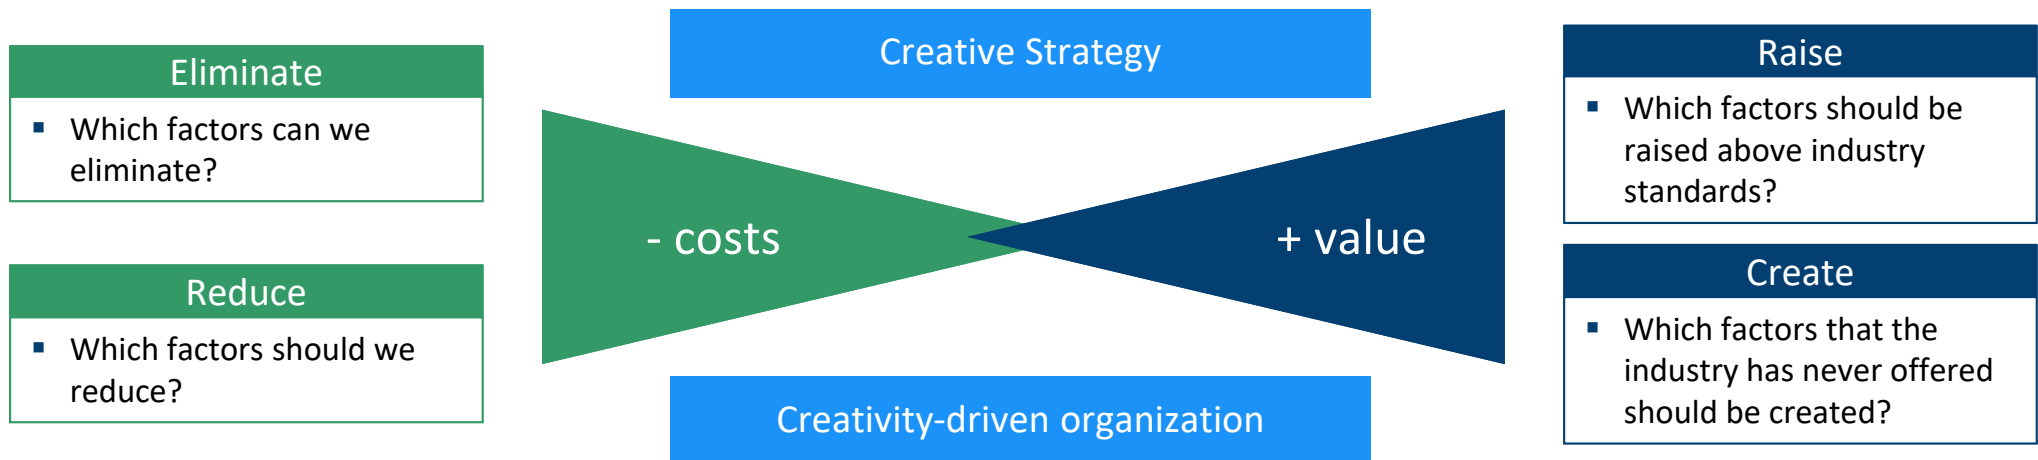 Eliminate
▪ Which factors can we
eliminate?
Reduce
▪ Which factors should we
reduce?
Creative Strategy
- costs
+ value
Creativity-driven organization
Raise
▪ Which factors should be
raised above industry
standards?
Create
▪ Which factors that the
industry has never offered
should be created?